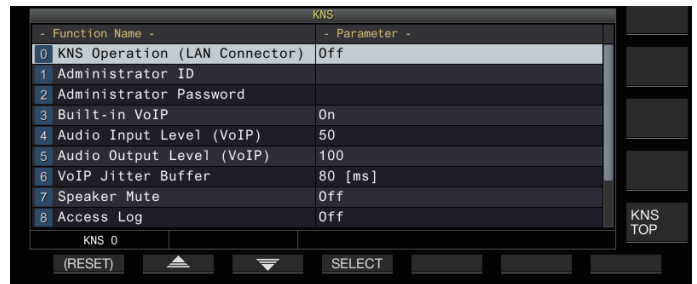 KNS
- Function Name - - Parameter -
0 KNS Operation (LAN Connector) Off
1 Administrator ID
2 Administrator Password
3 Built-in VoIP On
4 Audio Input Level (VoIP) 50
5 Audio Output Level (VoIP) 100
6 VoIP Jitter Buffer 80 [ms]
7 Speaker Mute Off
8 Access Log Off
KNS TOP
KNS 0
(RESET) SELECT